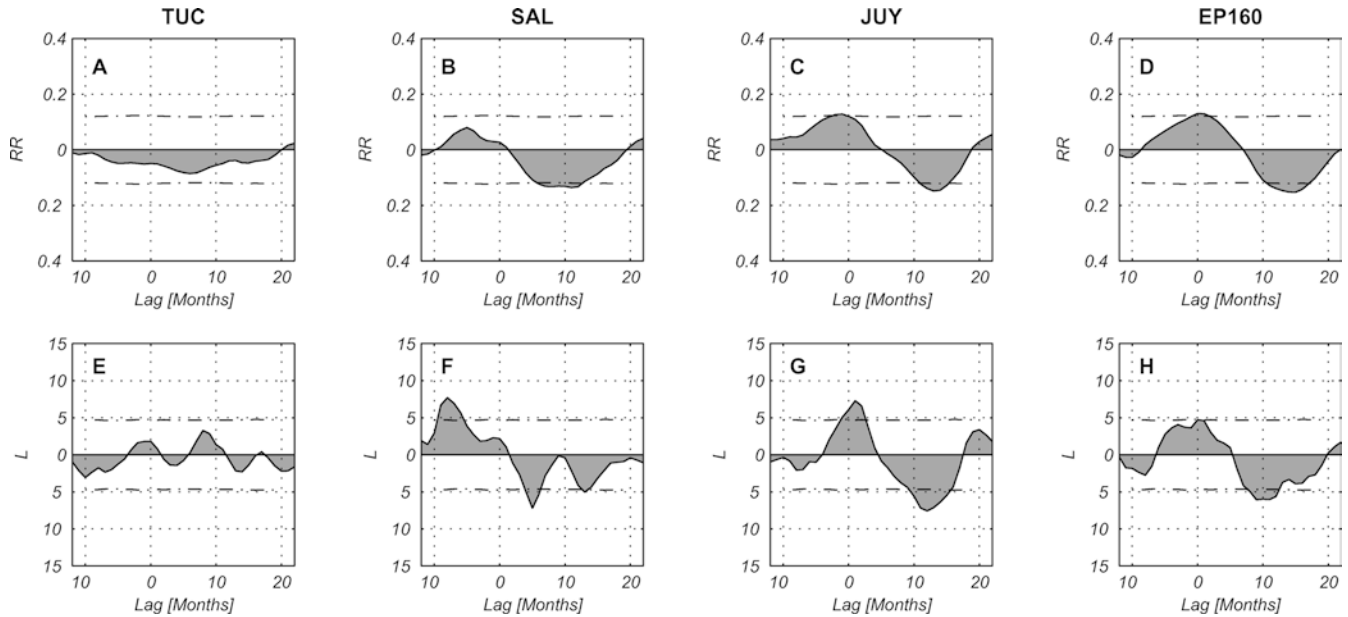 TUC SAL JUY EP160
0.4 0.4 0.4 0.4
A B C D
0.2 0.2 0.2 0.2
RR RR RR RR
0 0 0 0
0.2 0.2 0.2 0.2
0.4 0.4 0.4 0.4
10 0 10 20 10 0 10 20 10 0 10 20 10 0 10 20
Lag [Months] Lag [Months] Lag [Months] Lag [Months]
15 15 15 15
E F G H
10 10 10 10
5 5 5 5
L L L L
0 0 0 0
5 5 5 5
10 10 10 10
15 15 15 15
10 0 10 20 10 0 10 20 10 0 10 20 10 0 10 20
Lag [Months] Lag [Months] Lag [Months] Lag [Months]